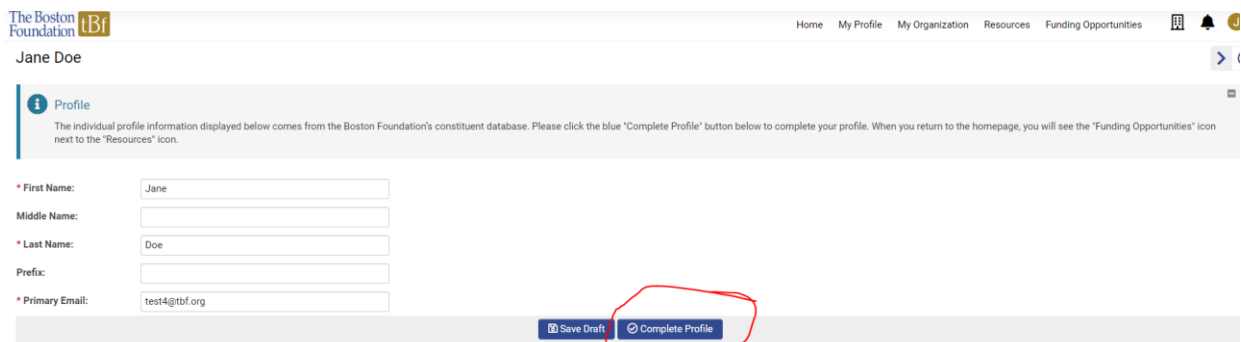 The Boston
Foundation tBf
Home My Profile My Organization Resources Funding Opportunities J
Jane Doe
Profile
The individual profile information displayed below comes from the Boston Foundation's constituent database. Please click the blue "Complete Profile" button below to complete your profile. When you return to the homepage, you will see the "Funding Opportunities" icon
next to the "Resources" icon.
* First Name: Jane
Middle Name:
* Last Name: Doe
Prefix:
* Primary Email: test4@tbf.org
Save Draft Complete Profile